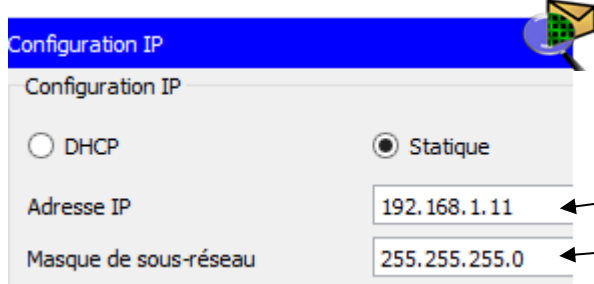 Configuration IP
Configuration IP
DHCP Statique
Adresse IP 192.168.1.11
Masque de sous-réseau 255.255.255.0